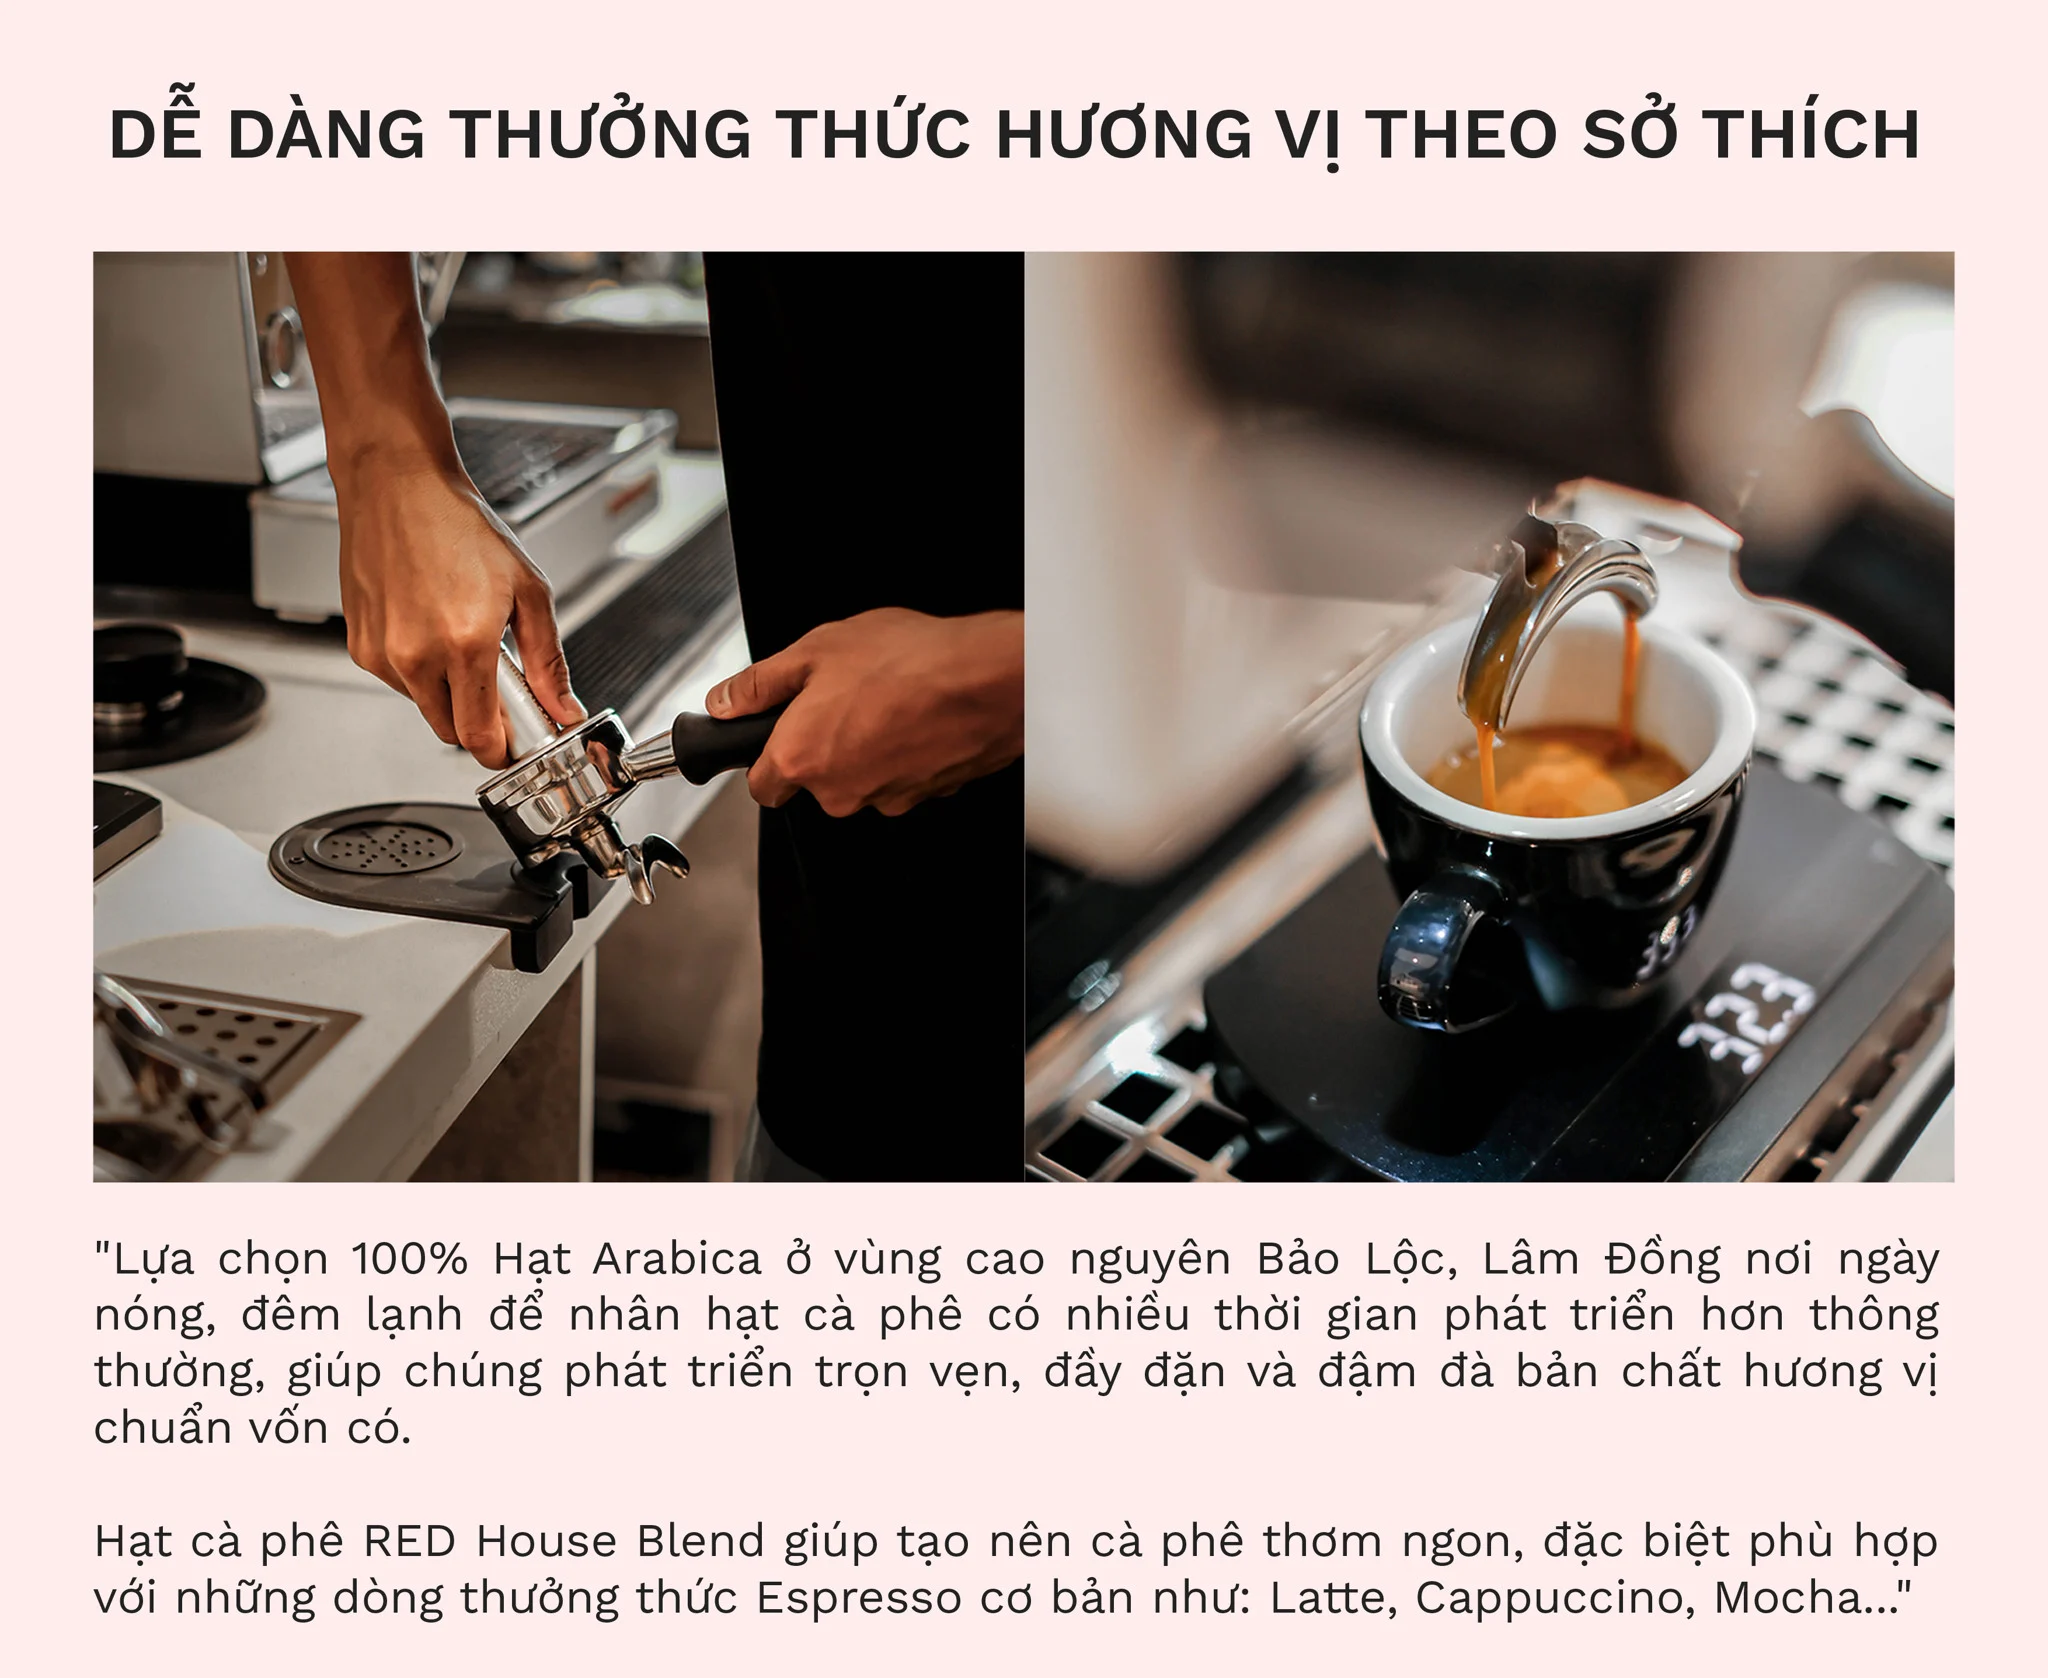 DỄ DÀNG THƯỞNG THỨC HƯƠNG VỊ THEO SỞ THÍCH
32.3
"Lựa chọn 100% Hạt Arabica ở vùng cao nguyên Bảo Lộc, Lâm Đồng nơi ngày
nóng, đêm lạnh để nhân hạt cà phê có nhiều thời gian phát triển hơn thông
thường, giúp chúng phát triển trọn vẹn, đầy đặn và đậm đà bản chất hương vị
chuẩn vốn có.
Hạt cà phê RED House Blend giúp tạo nên cà phê thơm ngon, đặc biệt phù hợp
với những dòng thưởng thức Espresso cơ bản như: Latte, Cappuccino, Mocha..."